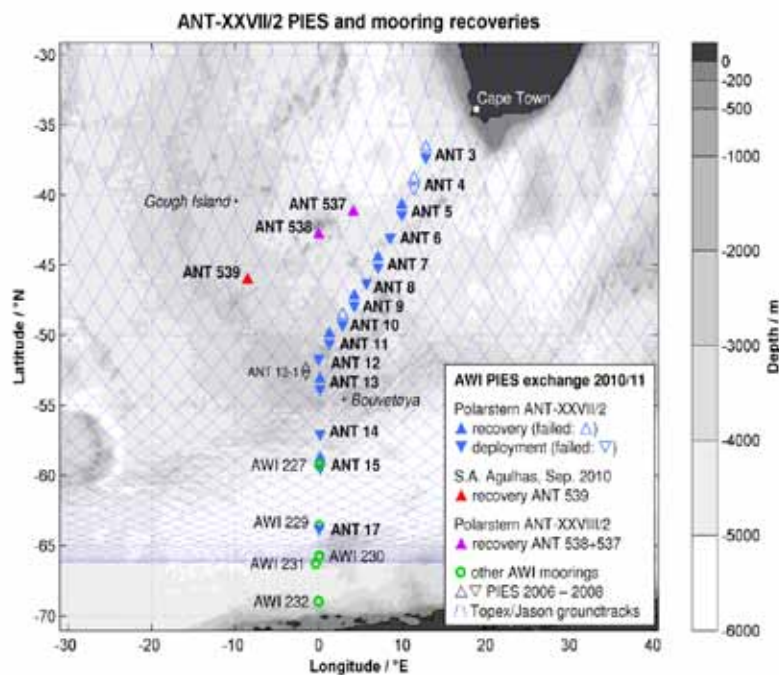 ANT-XXVII/2 PIES and mooring recoveries
-30
-35
-40
-45
-50
-55
-60
-65
-70
Latitude / °N
-30
-20
-10
0
10
20
30
40
Longitude / °E
Cape Town
ANT 3
ANT 4
ANT 537
Gough Island
ANT 5
ANT 538
ANT 6
ANT 539
ANT 7
ANT 8
ANT 9
ANT 10
ANT 11
ANT 12
ANT 13-1
ANT 13
Bouvetøya
ANT 14
AWI 227
ANT 15
AWI 229
ANT 17
AWI 230
AWI 231
AWI 232
AWI PIES exchange 2010/11
Polarstern ANT-XXVII/2
▲ recovery (failed: △)
▼ deployment (failed: ▽)
S.A. Agulhas, Sep. 2010
▲ recovery ANT 539
Polarstern ANT-XXVIII/2
▲ recovery ANT 538+537
other AWI moorings
△▽ PIES 2006 – 2008
Topex/Jason groundtracks
0
-200
-500
-1000
-2000
-3000
-4000
-5000
-6000
Depth / m